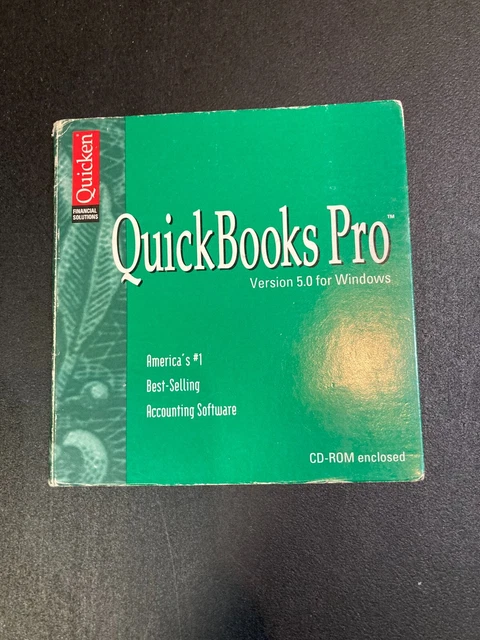 Quicken®
FINANCIAL
SOLUTIONS
QuickBooks Pro™
Version 5.0 for Windows
America's #1
Best-Selling
Accounting Software
CD-ROM enclosed